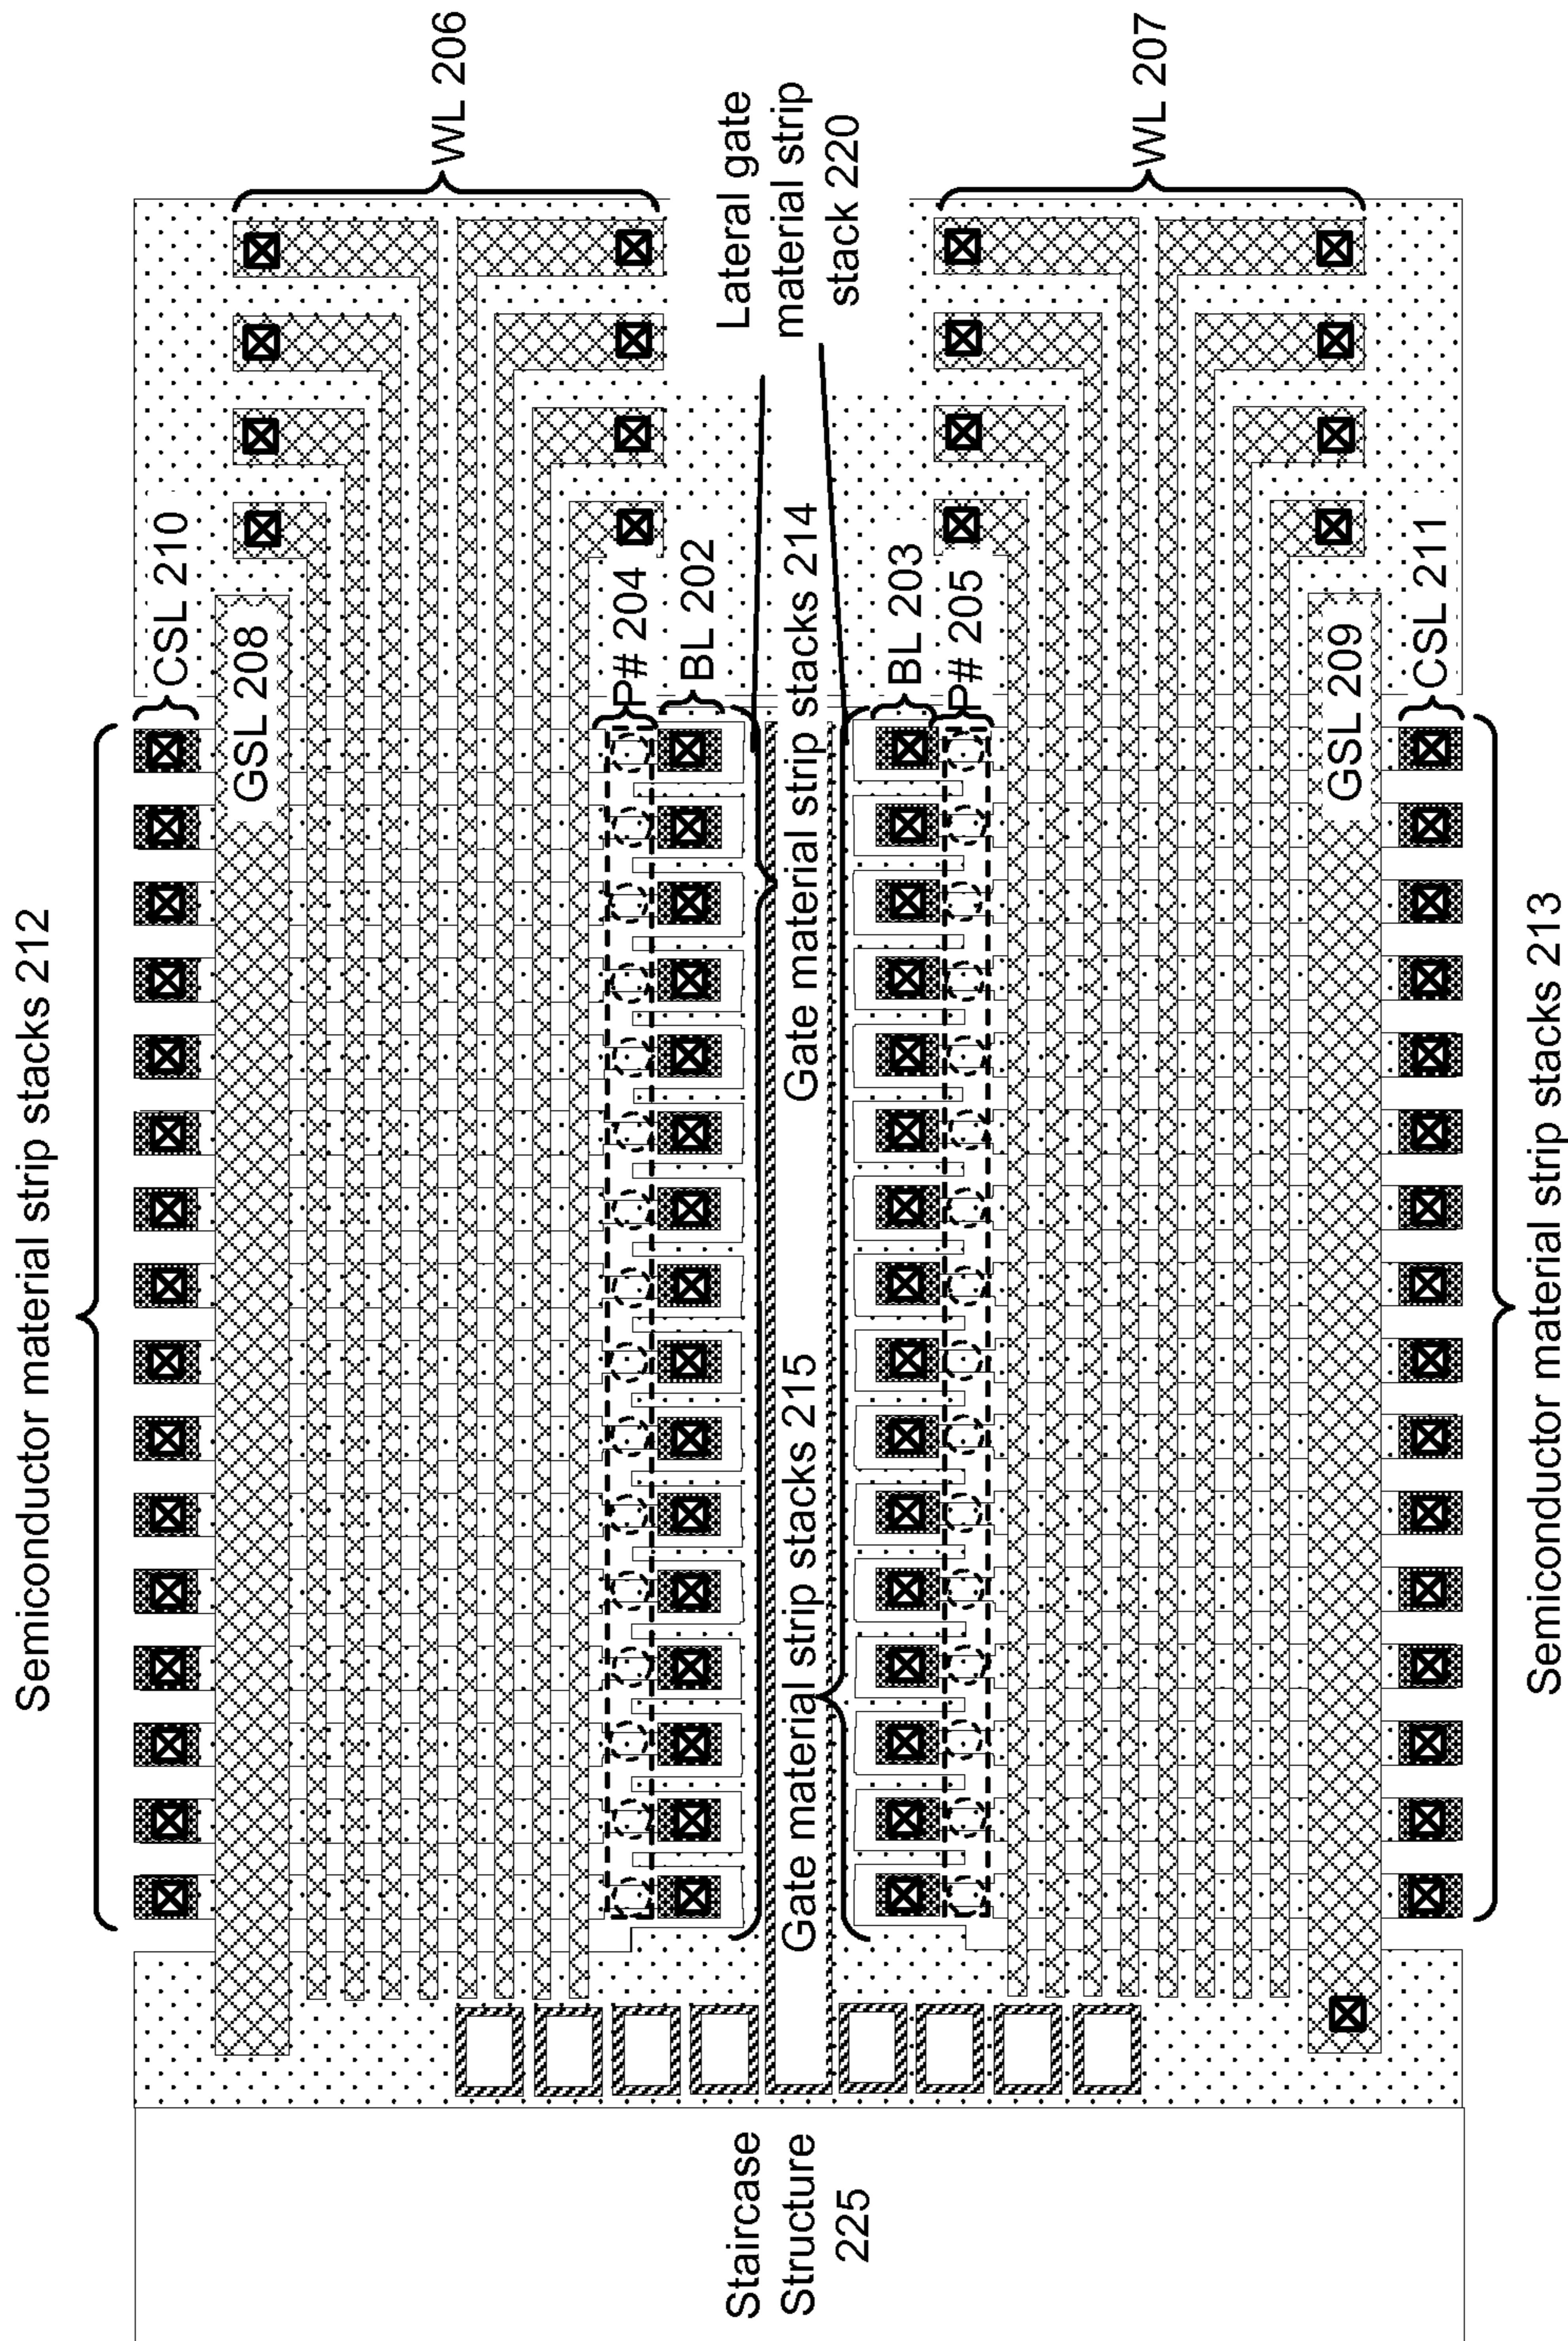 Semiconductor material strip stacks 212
CSL 210
GSL 208
WL 206
P# 204
BL 202
Lateral gate
material strip
stack 220
Gate material strip stacks 214
Gate material strip stacks 215
BL 203
P# 205
WL 207
GSL 209
CSL 211
Semiconductor material strip stacks 213
Staircase
Structure
225